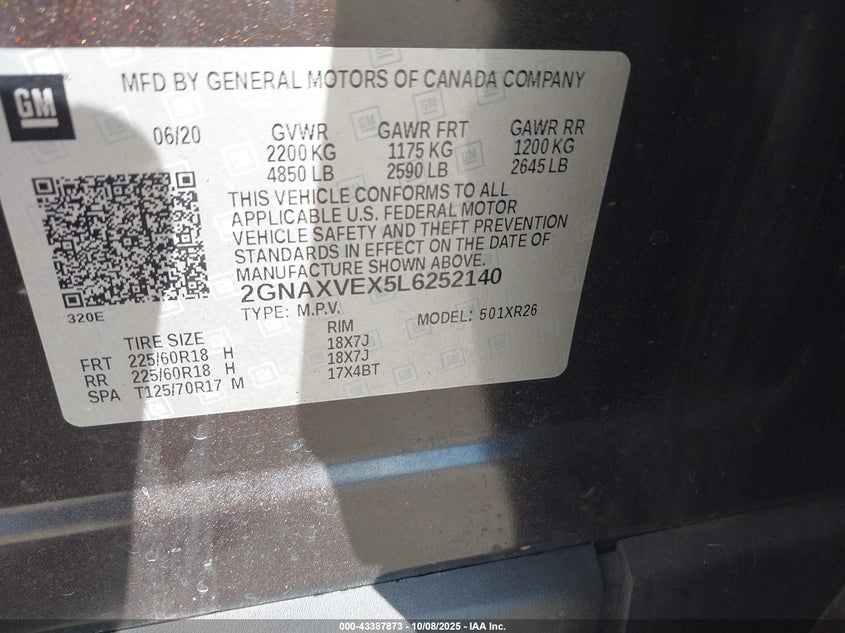 GM
MFD BY GENERAL MOTORS OF CANADA COMPANY
06/20 GVWR GAWR FRT GAWR RR
2200 KG 1175 KG 1200 KG
4850 LB 2590 LB 2645 LB
THIS VEHICLE CONFORMS TO ALL
APPLICABLE U.S. FEDERAL MOTOR
VEHICLE SAFETY AND THEFT PREVENTION
STANDARDS IN EFFECT ON THE DATE OF
MANUFACTURE SHOWN ABOVE.
2GNAXVEX5L6252140
320E
TYPE: M.P.V. MODEL: 501XR26
TIRE SIZE RIM
FRT 225/60R18 H 18X7J
RR 225/60R18 H 18X7J
SPA T125/70R17 M 17X4BT
000-43387873 - 10/08/2025 - IAA Inc.